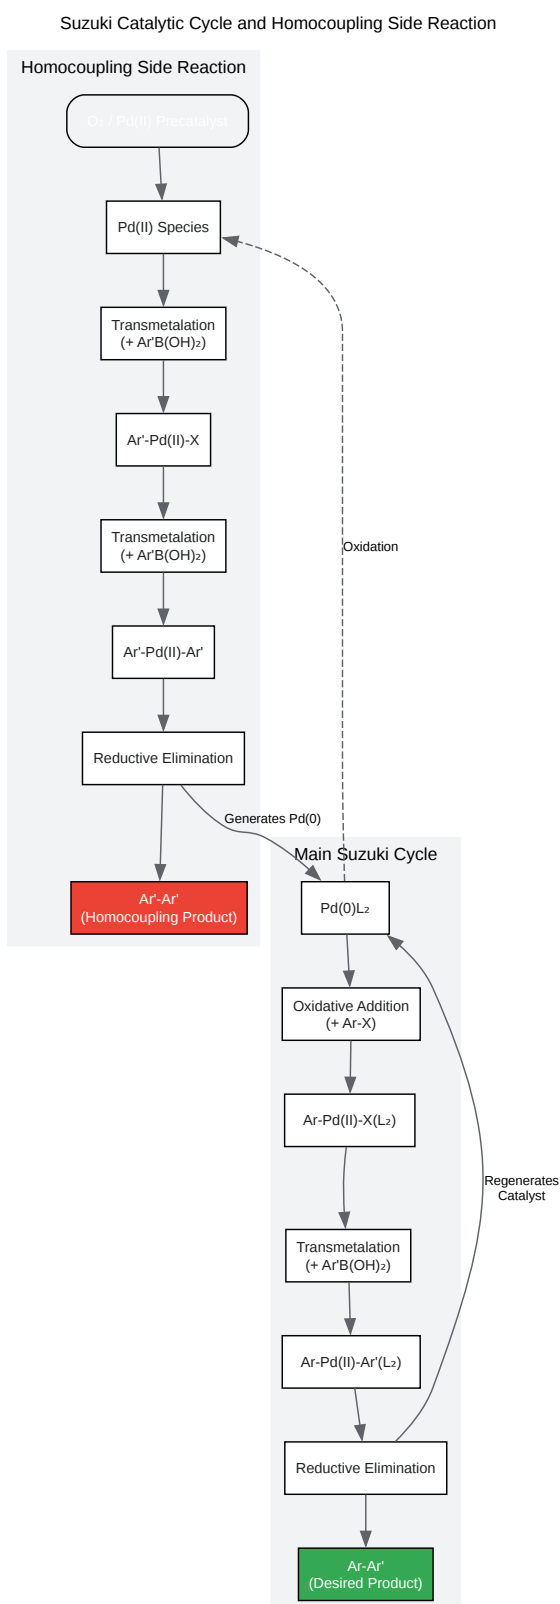 Suzuki Catalytic Cycle and Homocoupling Side Reaction
Homocoupling Side Reaction
O₂ / Pd(II) Precatalyst
Pd(II) Species
Transmetalation
(+ Ar'B(OH)₂)
Ar'-Pd(II)-X
Transmetalation
(+ Ar'B(OH)₂)
Ar'-Pd(II)-Ar'
Reductive Elimination
Ar'-Ar'
(Homocoupling Product)
Oxidation
Generates Pd(0)
Main Suzuki Cycle
Pd(0)L₂
Oxidative Addition
(+ Ar-X)
Ar-Pd(II)-X(L₂)
Transmetalation
(+ Ar'B(OH)₂)
Ar-Pd(II)-Ar'(L₂)
Reductive Elimination
Regenerates
Catalyst
Ar-Ar'
(Desired Product)